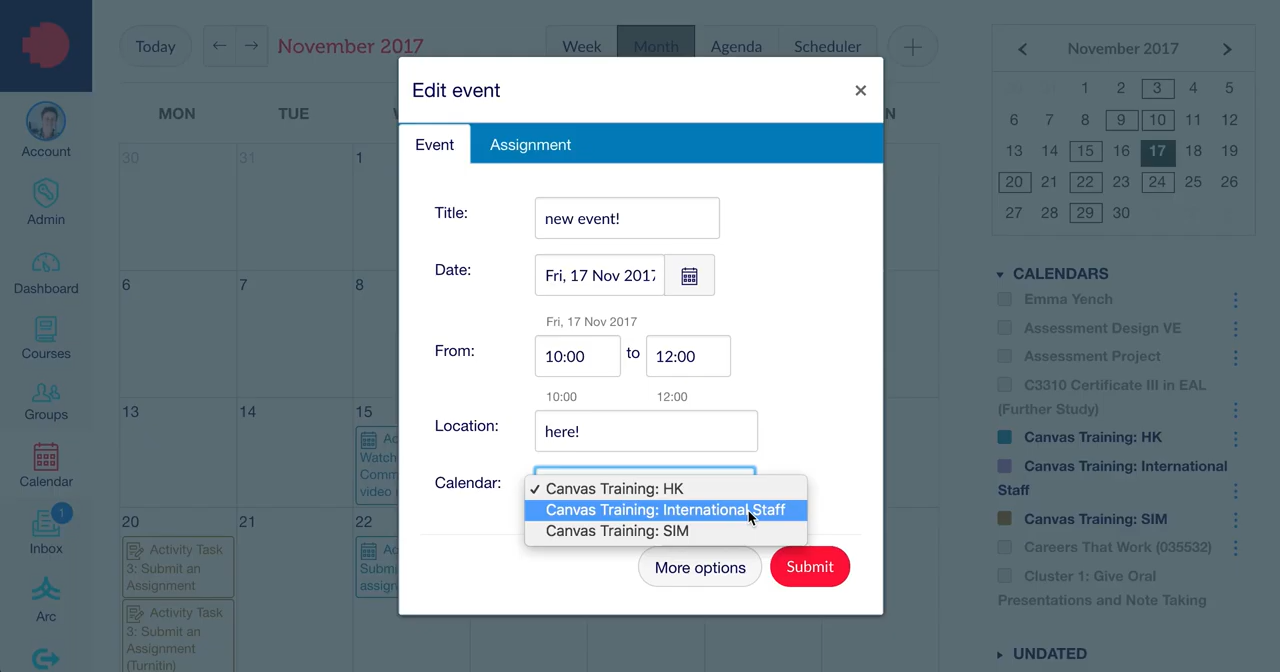 Today
← → November 2017
Week Month Agenda Scheduler
MON TUE
30 31 1
6 7 8
13 14 15
Watch
Comm
video
20 21 22
Activity Task
3: Submit an
Assignment
Submi
assigna
Activity Task
3: Submit an
Assignment
(Turnitin)
Account
Admin
Dashboard
Courses
Groups
Calendar
1
Inbox
Arc
Edit event ×
Event Assignment
Title: new event!
Date: Fri, 17 Nov 2017
Fri, 17 Nov 2017
From: 10:00 to 12:00
10:00 12:00
Location: here!
Calendar:
✓ Canvas Training: HK
Canvas Training: International Staff
Canvas Training: SIM
More options Submit
November 2017
1 2 3 4 5
6 7 8 9 10 11 12
13 14 15 16 17 18 19
20 21 22 23 24 25 26
27 28 29 30
CALENDARS
Emma Yench
Assessment Design VE
Assessment Project
C3310 Certificate III in EAL
(Further Study)
Canvas Training: HK
Canvas Training: International
Staff
Canvas Training: SIM
Careers That Work (035532)
Cluster 1: Give Oral
Presentations and Note Taking
UNDATED